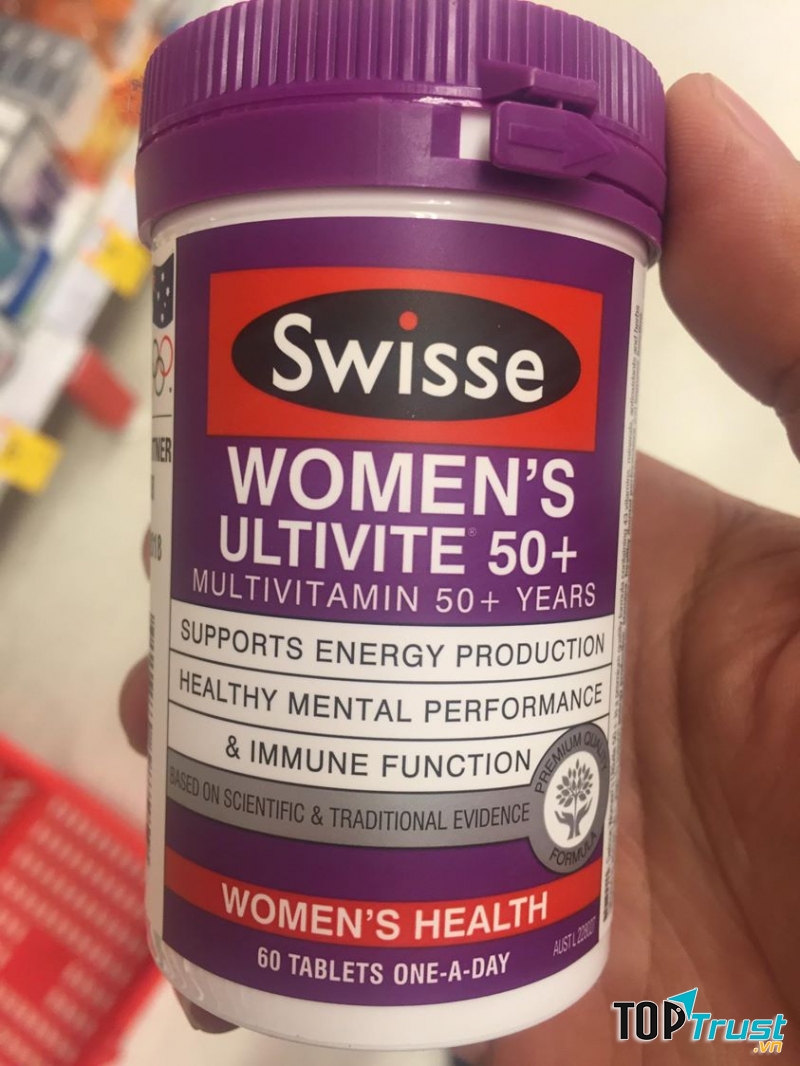 Swisse
WOMEN'S
ULTIVITE® 50+
MULTIVITAMIN 50+ YEARS
SUPPORTS ENERGY PRODUCTION
HEALTHY MENTAL PERFORMANCE
& IMMUNE FUNCTION
BASED ON SCIENTIFIC & TRADITIONAL EVIDENCE
PREMIUM QUALITY
FORMULA
WOMEN'S HEALTH
60 TABLETS ONE-A-DAY
AUST L
TOPTrust.vn